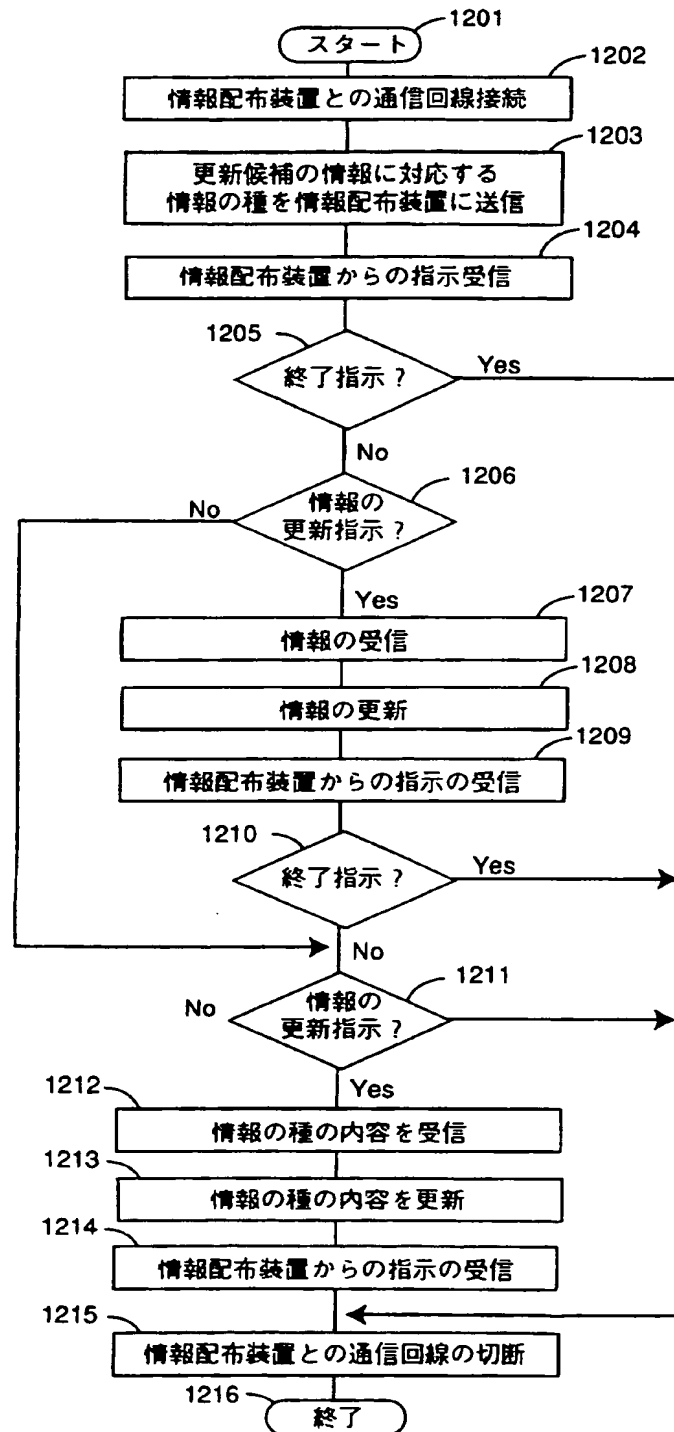 1201
スタート
1202
情報配布装置との通信回線接続
1203
更新候補の情報に対応する
情報の種を情報配布装置に送信
1204
情報配布装置からの指示受信
1205
終了指示？
Yes
No
1206
情報の
更新指示？
No
Yes
1207
情報の受信
1208
情報の更新
1209
情報配布装置からの指示の受信
1210
終了指示？
Yes
No
1211
情報の
更新指示？
No
Yes
1212
情報の種の内容を受信
1213
情報の種の内容を更新
1214
情報配布装置からの指示の受信
1215
情報配布装置との通信回線の切断
1216
終了